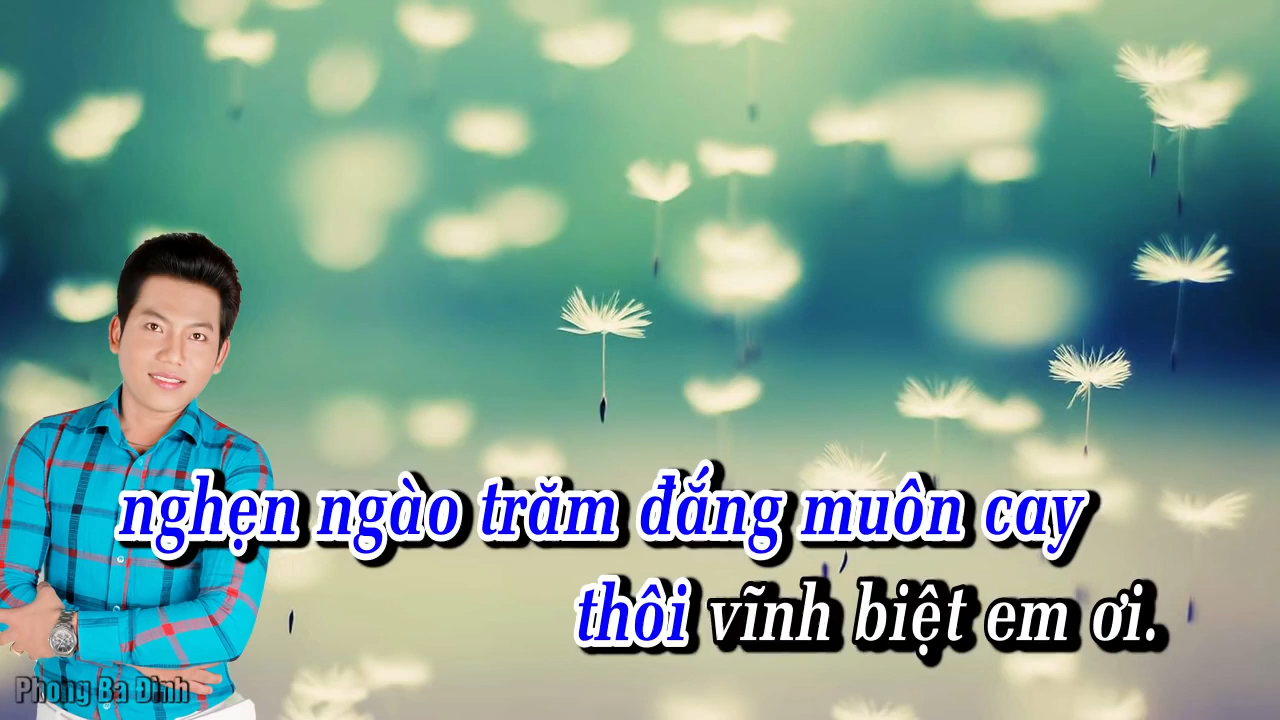 nghẹn ngào trăm đắng muôn cay
thôi vĩnh biệt em ơi.
Phong Ba Đình